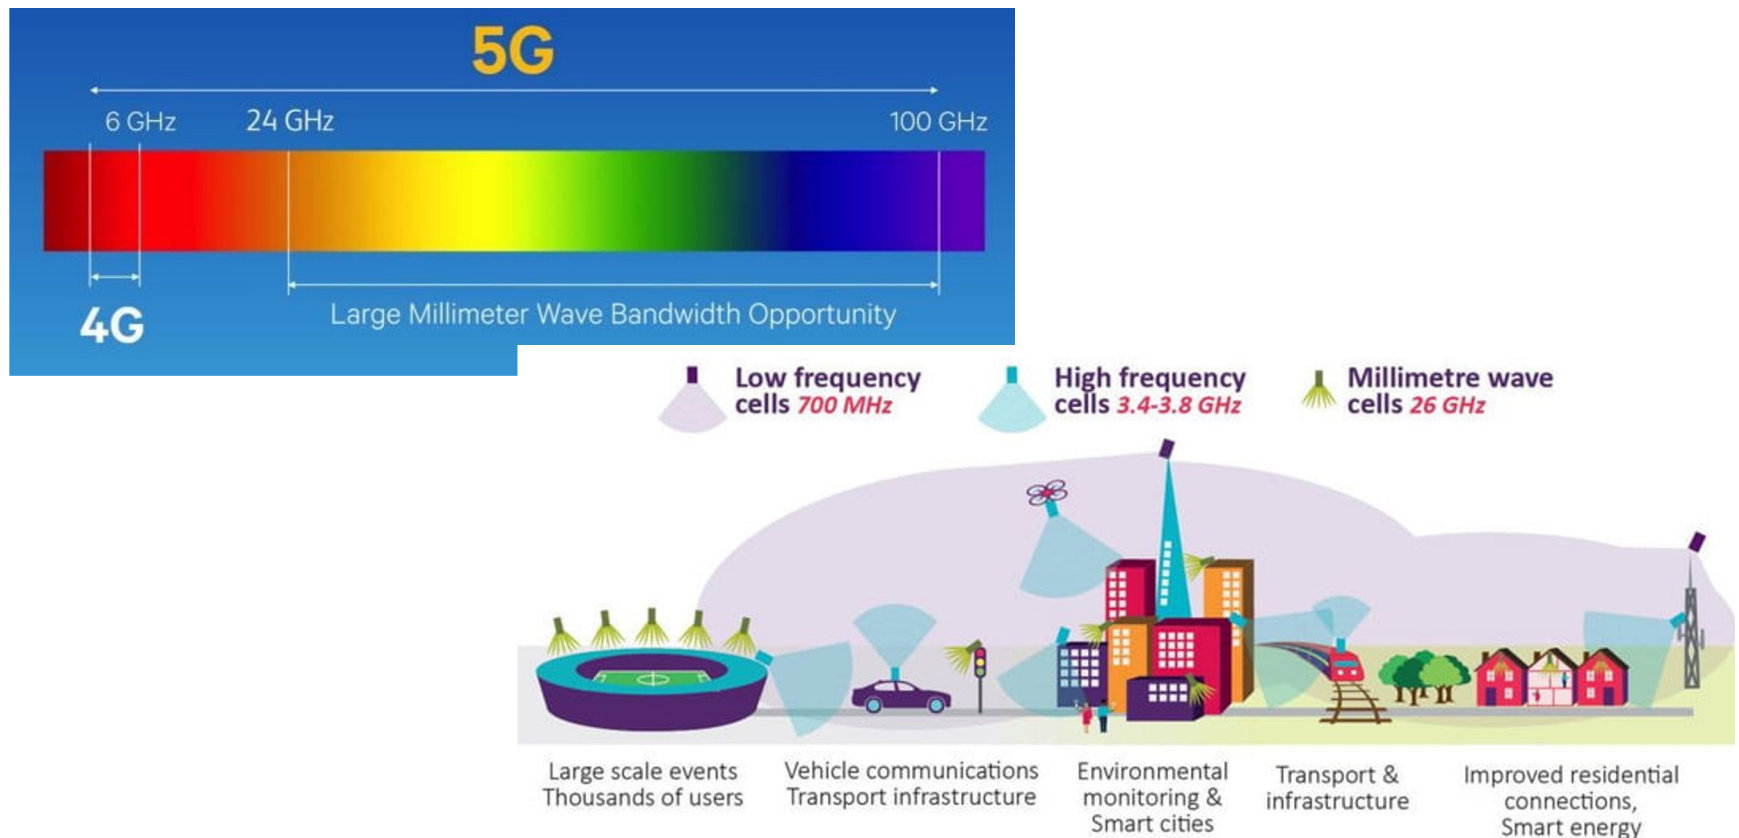 5G
6 GHz
24 GHz
100 GHz
4G
Large Millimeter Wave Bandwidth Opportunity
Low frequency
cells 700 MHz
High frequency
cells 3.4-3.8 GHz
Millimetre wave
cells 26 GHz
Large scale events
Thousands of users
Vehicle communications
Transport infrastructure
Environmental
monitoring &
Smart cities
Transport &
infrastructure
Improved residential
connections,
Smart energy